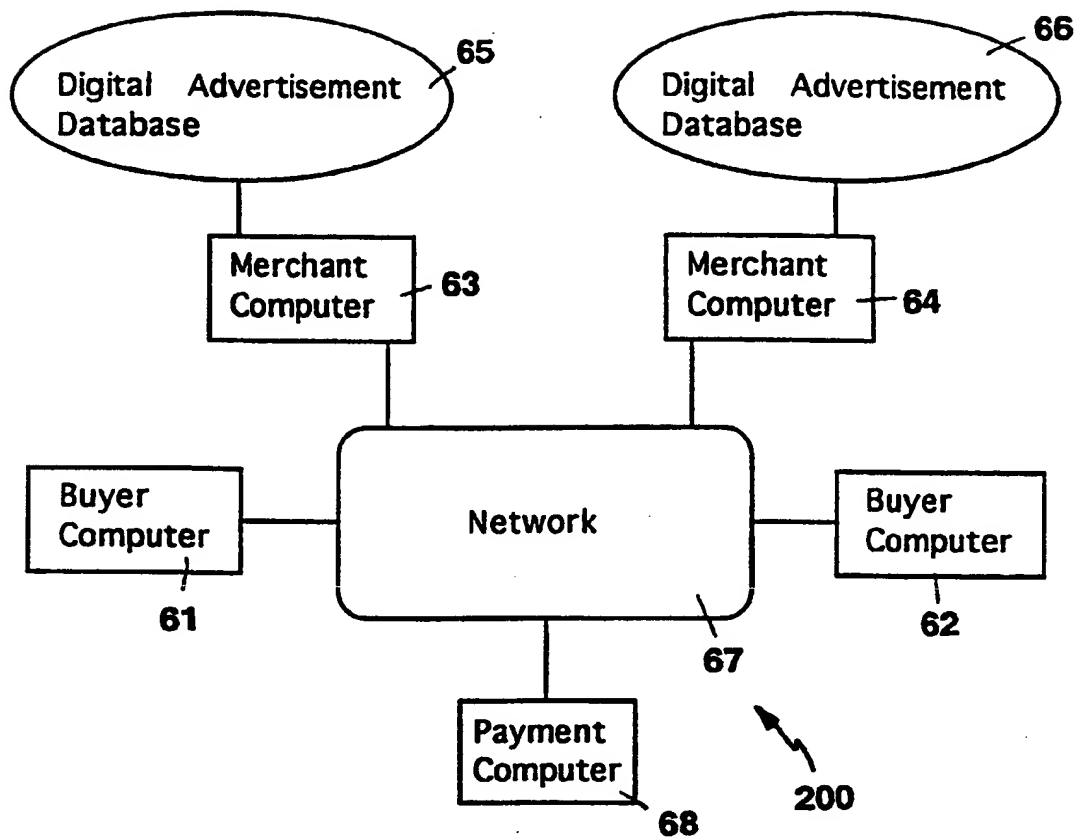 65
Digital Advertisement
Database
66
Digital Advertisement
Database
Merchant
Computer
63
Merchant
Computer
64
Buyer
Computer
61
Network
67
Buyer
Computer
62
Payment
Computer
68
200